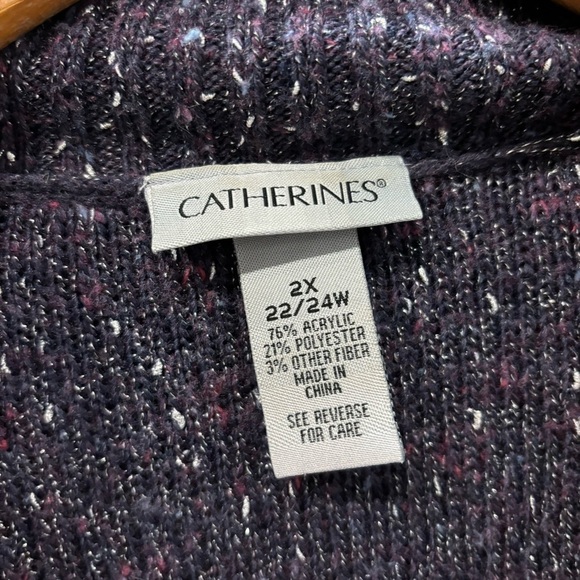 CATHERINES®
2X
22/24W
76% ACRYLIC
21% POLYESTER
3% OTHER FIBER
MADE IN
CHINA
SEE REVERSE
FOR CARE